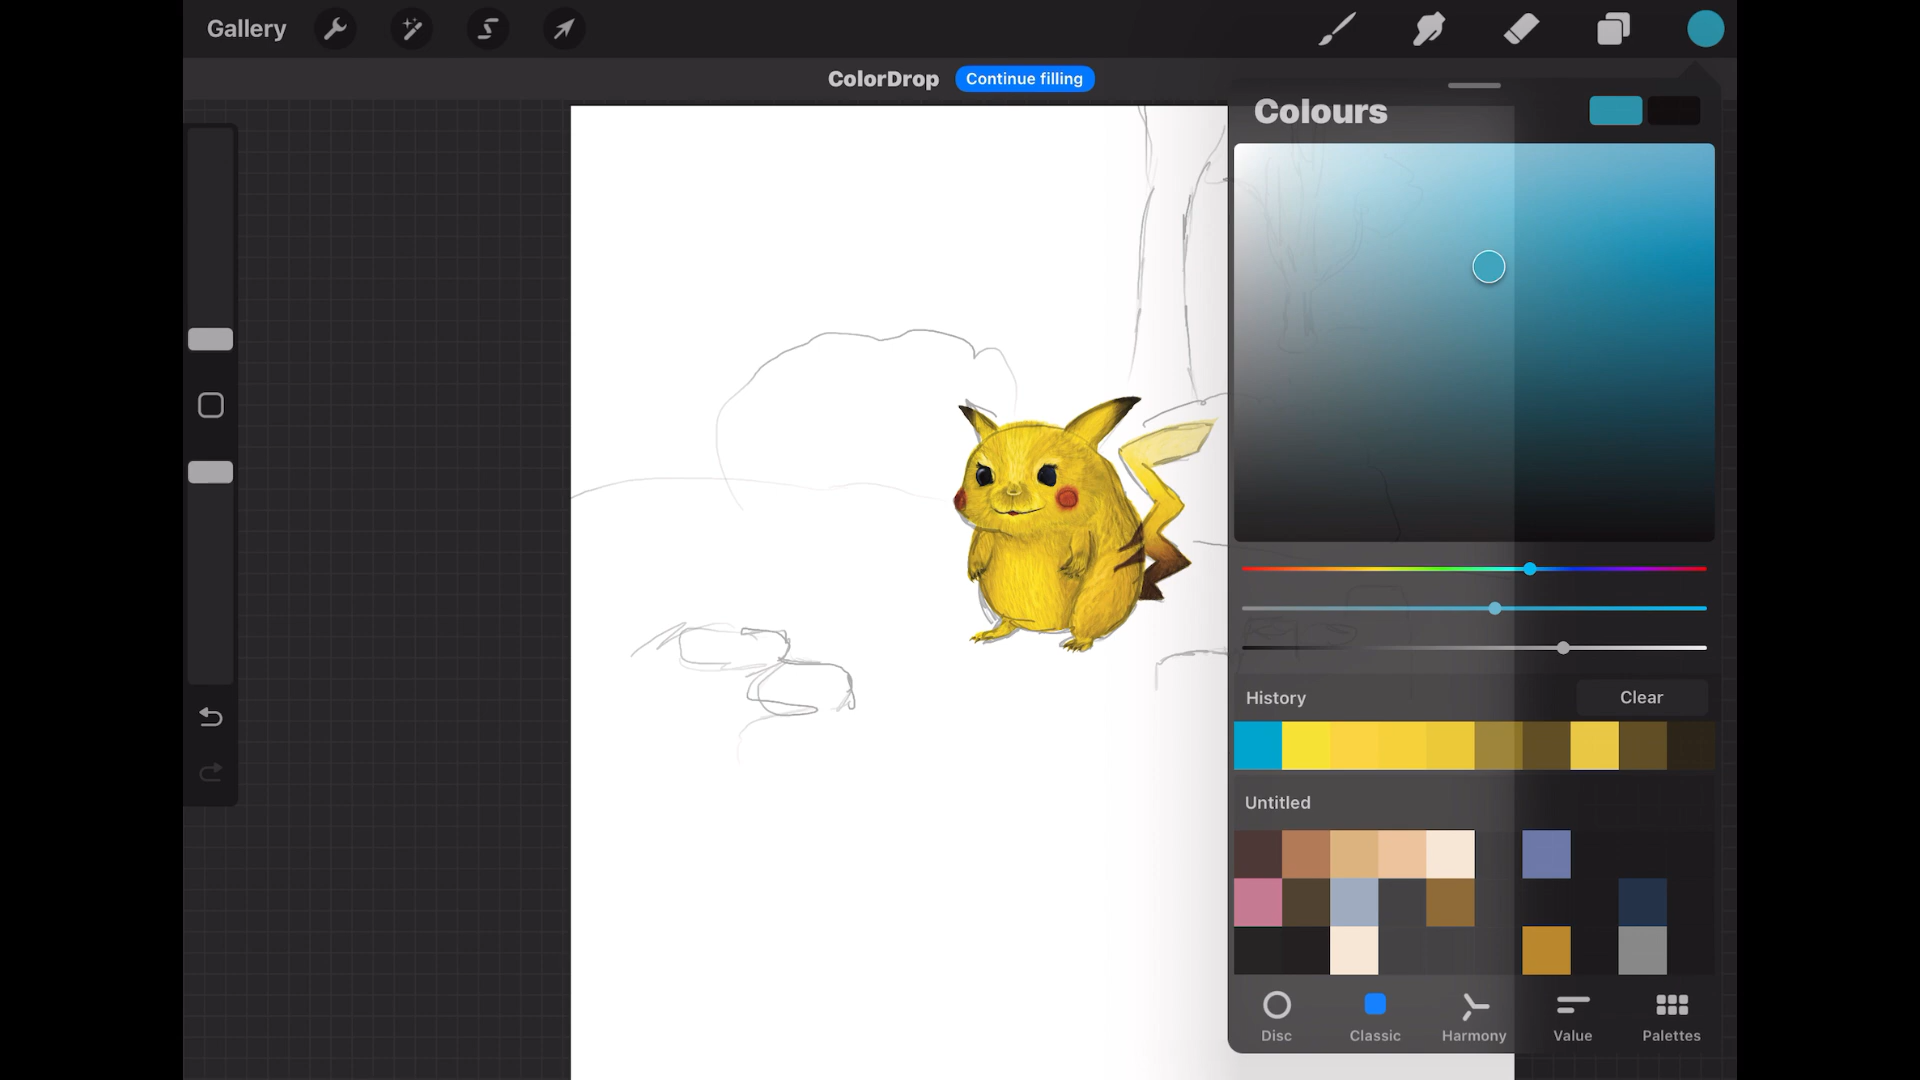 Gallery
ColorDrop Continue filling
Colours
History Clear
Untitled
Disc Classic Harmony Value Palettes